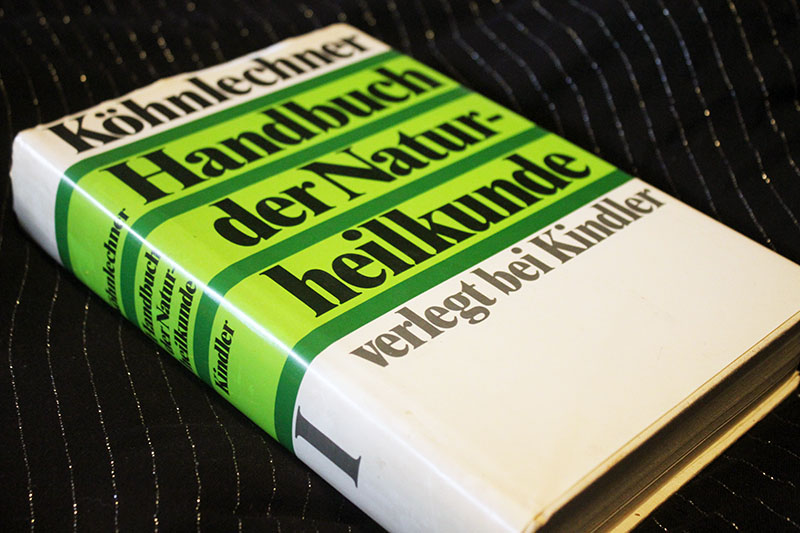 Köhnlechner
Handbuch
der Natur-
heilkunde
verlegt bei Kindler
Köhnlechner
Handbuch
der Natur-
heilkunde
Kindler
I